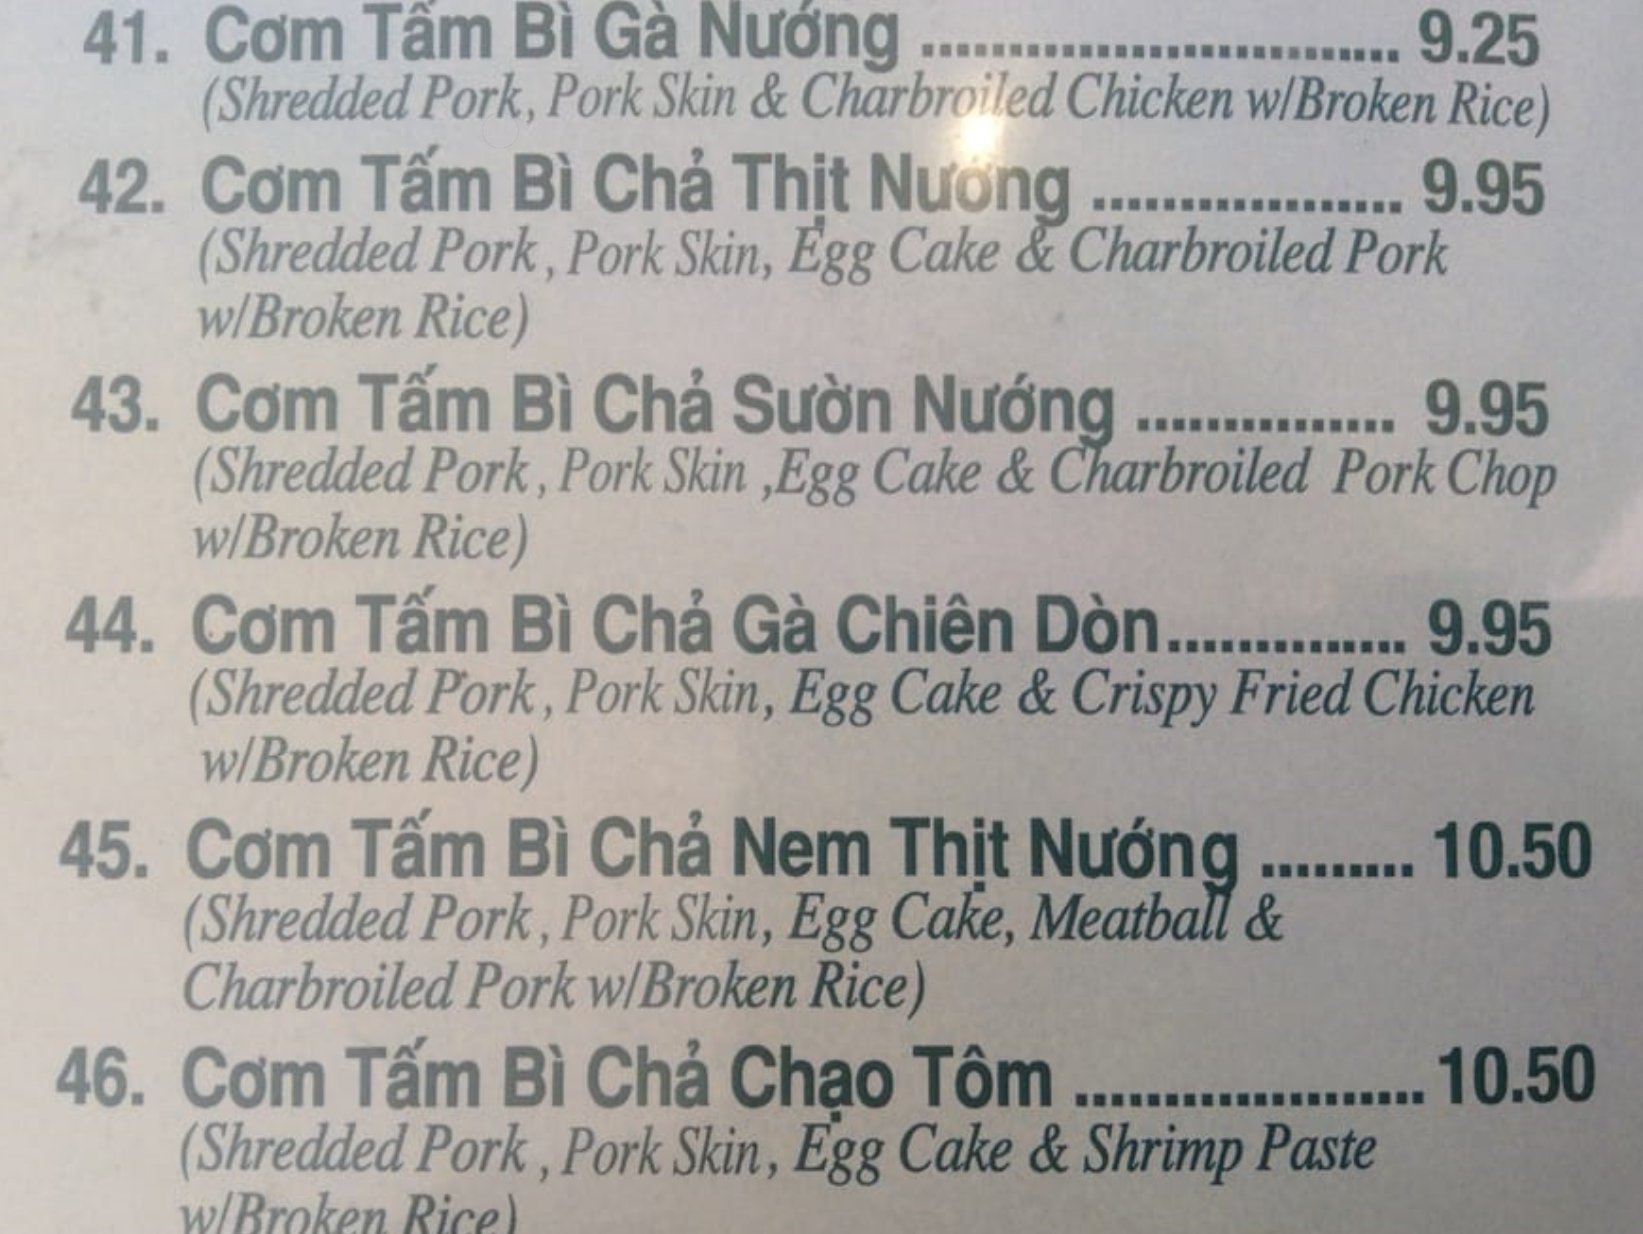 41. Cơm Tấm Bì Gà Nướng ................................. 9.25
(Shredded Pork, Pork Skin & Charbroiled Chicken w/Broken Rice)
42. Cơm Tấm Bì Chả Thịt Nướng ..................... 9.95
(Shredded Pork, Pork Skin, Egg Cake & Charbroiled Pork
w/Broken Rice)
43. Cơm Tấm Bì Chả Sườn Nướng .................. 9.95
(Shredded Pork, Pork Skin ,Egg Cake & Charbroiled Pork Chop
w/Broken Rice)
44. Cơm Tấm Bì Chả Gà Chiên Dòn................ 9.95
(Shredded Pork, Pork Skin, Egg Cake & Crispy Fried Chicken
w/Broken Rice)
45. Cơm Tấm Bì Chả Nem Thịt Nướng .......... 10.50
(Shredded Pork, Pork Skin, Egg Cake, Meatball &
Charbroiled Pork w/Broken Rice)
46. Cơm Tấm Bì Chả Chạo Tôm ........................ 10.50
(Shredded Pork, Pork Skin, Egg Cake & Shrimp Paste
w/Broken Rice)